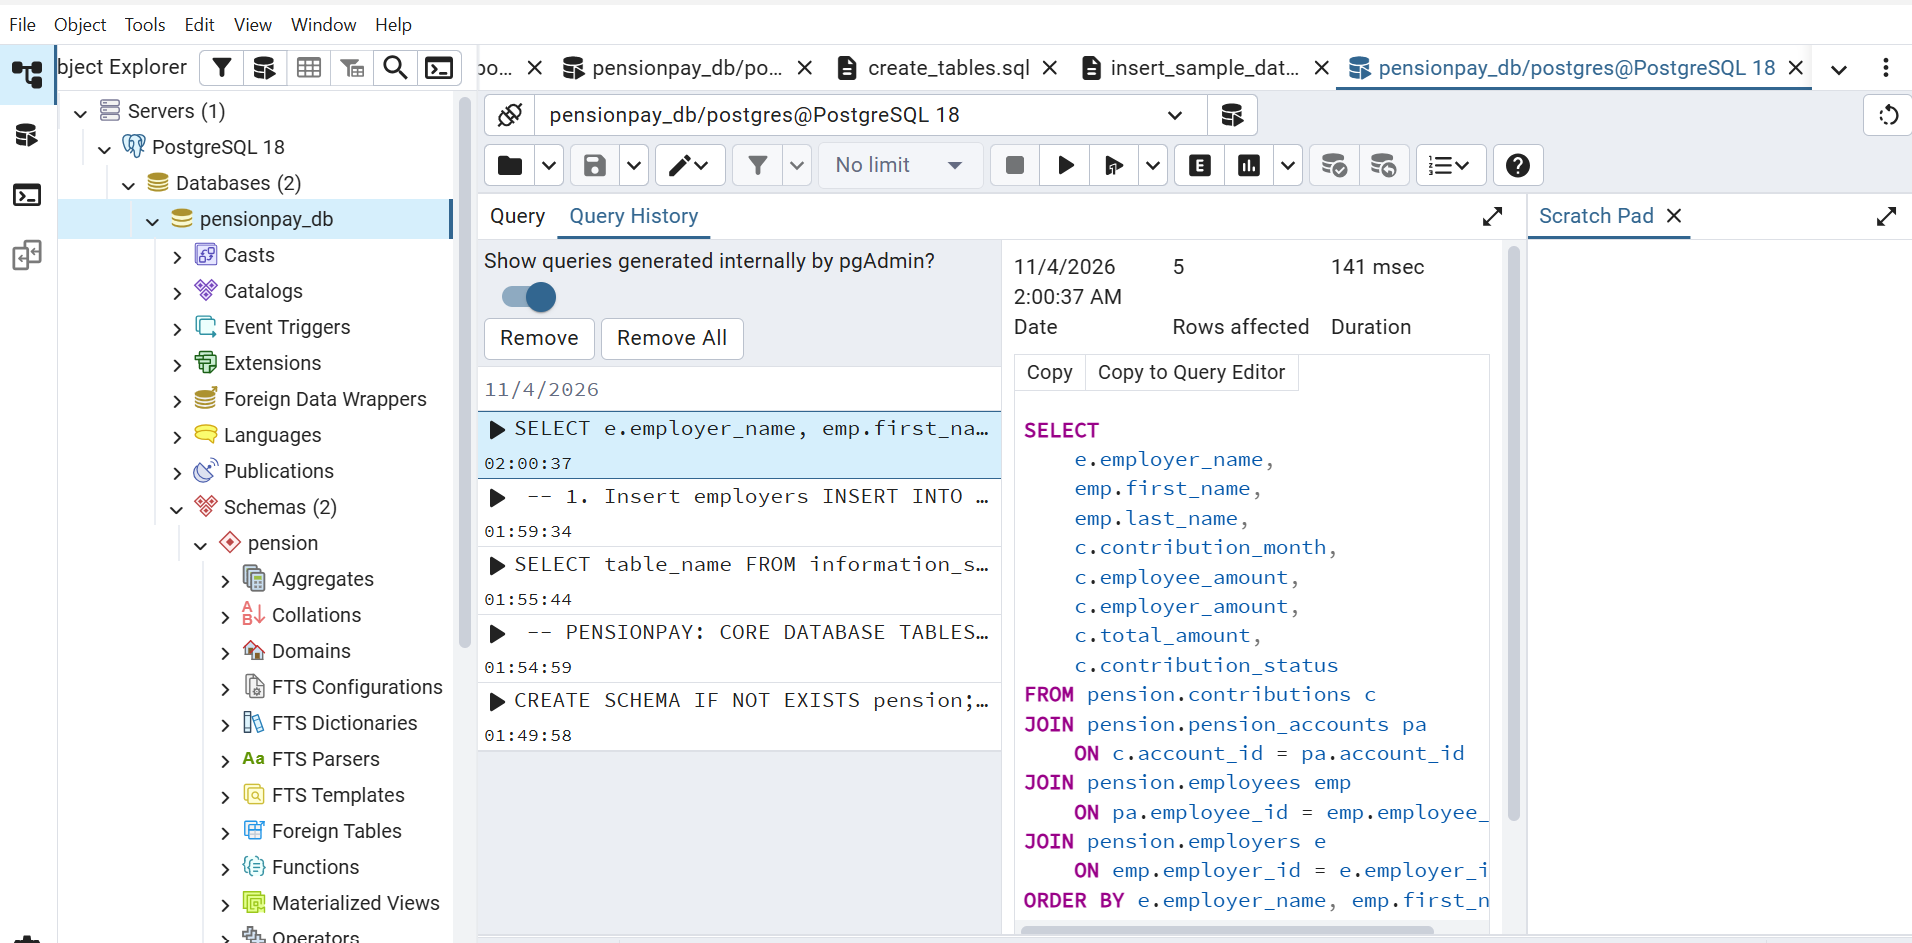 File Object Tools Edit View Window Help
bject Explorer
po...
pensionpay_db/po...
create_tables.sql
insert_sample_dat...
pensionpay_db/postgres@PostgreSQL 18
Servers (1)
PostgreSQL 18
Databases (2)
pensionpay_db
Casts
Catalogs
Event Triggers
Extensions
Foreign Data Wrappers
Languages
Publications
Schemas (2)
pension
Aggregates
Collations
Domains
FTS Configurations
FTS Dictionaries
Aa FTS Parsers
FTS Templates
Foreign Tables
Functions
Materialized Views
Operators
pensionpay_db/postgres@PostgreSQL 18
No limit
E
Query Query History
Show queries generated internally by pgAdmin?
Remove Remove All
11/4/2026
SELECT e.employer_name, emp.first_na...
02:00:37
-- 1. Insert employers INSERT INTO ...
01:59:34
SELECT table_name FROM information_s...
01:55:44
-- PENSIONPAY: CORE DATABASE TABLES...
01:54:59
CREATE SCHEMA IF NOT EXISTS pension;...
01:49:58
11/4/2026 5 141 msec
2:00:37 AM
Date Rows affected Duration
Copy Copy to Query Editor
SELECT
e.employer_name,
emp.first_name,
emp.last_name,
c.contribution_month,
c.employee_amount,
c.employer_amount,
c.total_amount,
c.contribution_status
FROM pension.contributions c
JOIN pension.pension_accounts pa
ON c.account_id = pa.account_id
JOIN pension.employees emp
ON pa.employee_id = emp.employee_
JOIN pension.employers e
ON emp.employer_id = e.employer_i
ORDER BY e.employer_name, emp.first_n
Scratch Pad